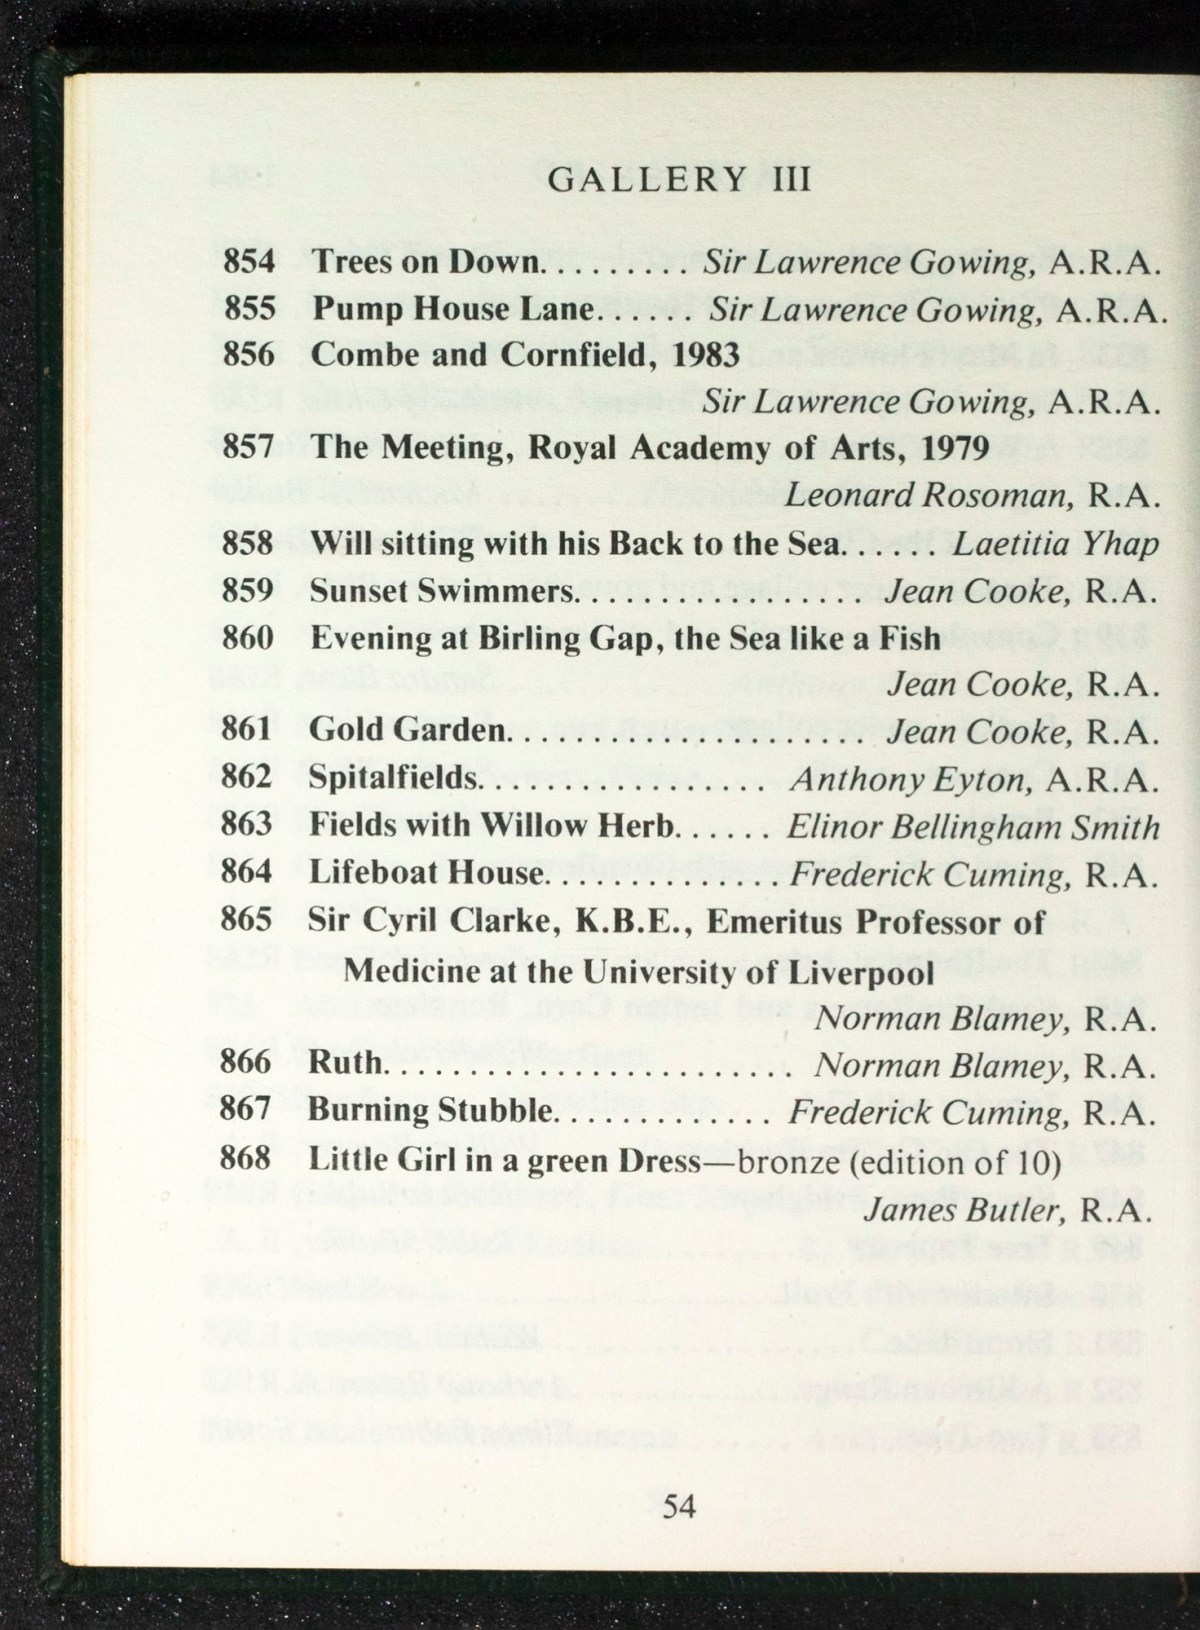 GALLERY III
854 Trees on Down......... Sir Lawrence Gowing, A.R.A.
855 Pump House Lane...... Sir Lawrence Gowing, A.R.A.
856 Combe and Cornfield, 1983
Sir Lawrence Gowing, A.R.A.
857 The Meeting, Royal Academy of Arts, 1979
Leonard Rosoman, R.A.
858 Will sitting with his Back to the Sea...... Laetitia Yhap
859 Sunset Swimmers................. Jean Cooke, R.A.
860 Evening at Birling Gap, the Sea like a Fish
Jean Cooke, R.A.
861 Gold Garden...................... Jean Cooke, R.A.
862 Spitalfields................. Anthony Eyton, A.R.A.
863 Fields with Willow Herb...... Elinor Bellingham Smith
864 Lifeboat House.............. Frederick Cuming, R.A.
865 Sir Cyril Clarke, K.B.E., Emeritus Professor of
Medicine at the University of Liverpool
Norman Blamey, R.A.
866 Ruth........................ Norman Blamey, R.A.
867 Burning Stubble............. Frederick Cuming, R.A.
868 Little Girl in a green Dress—bronze (edition of 10)
James Butler, R.A.
54